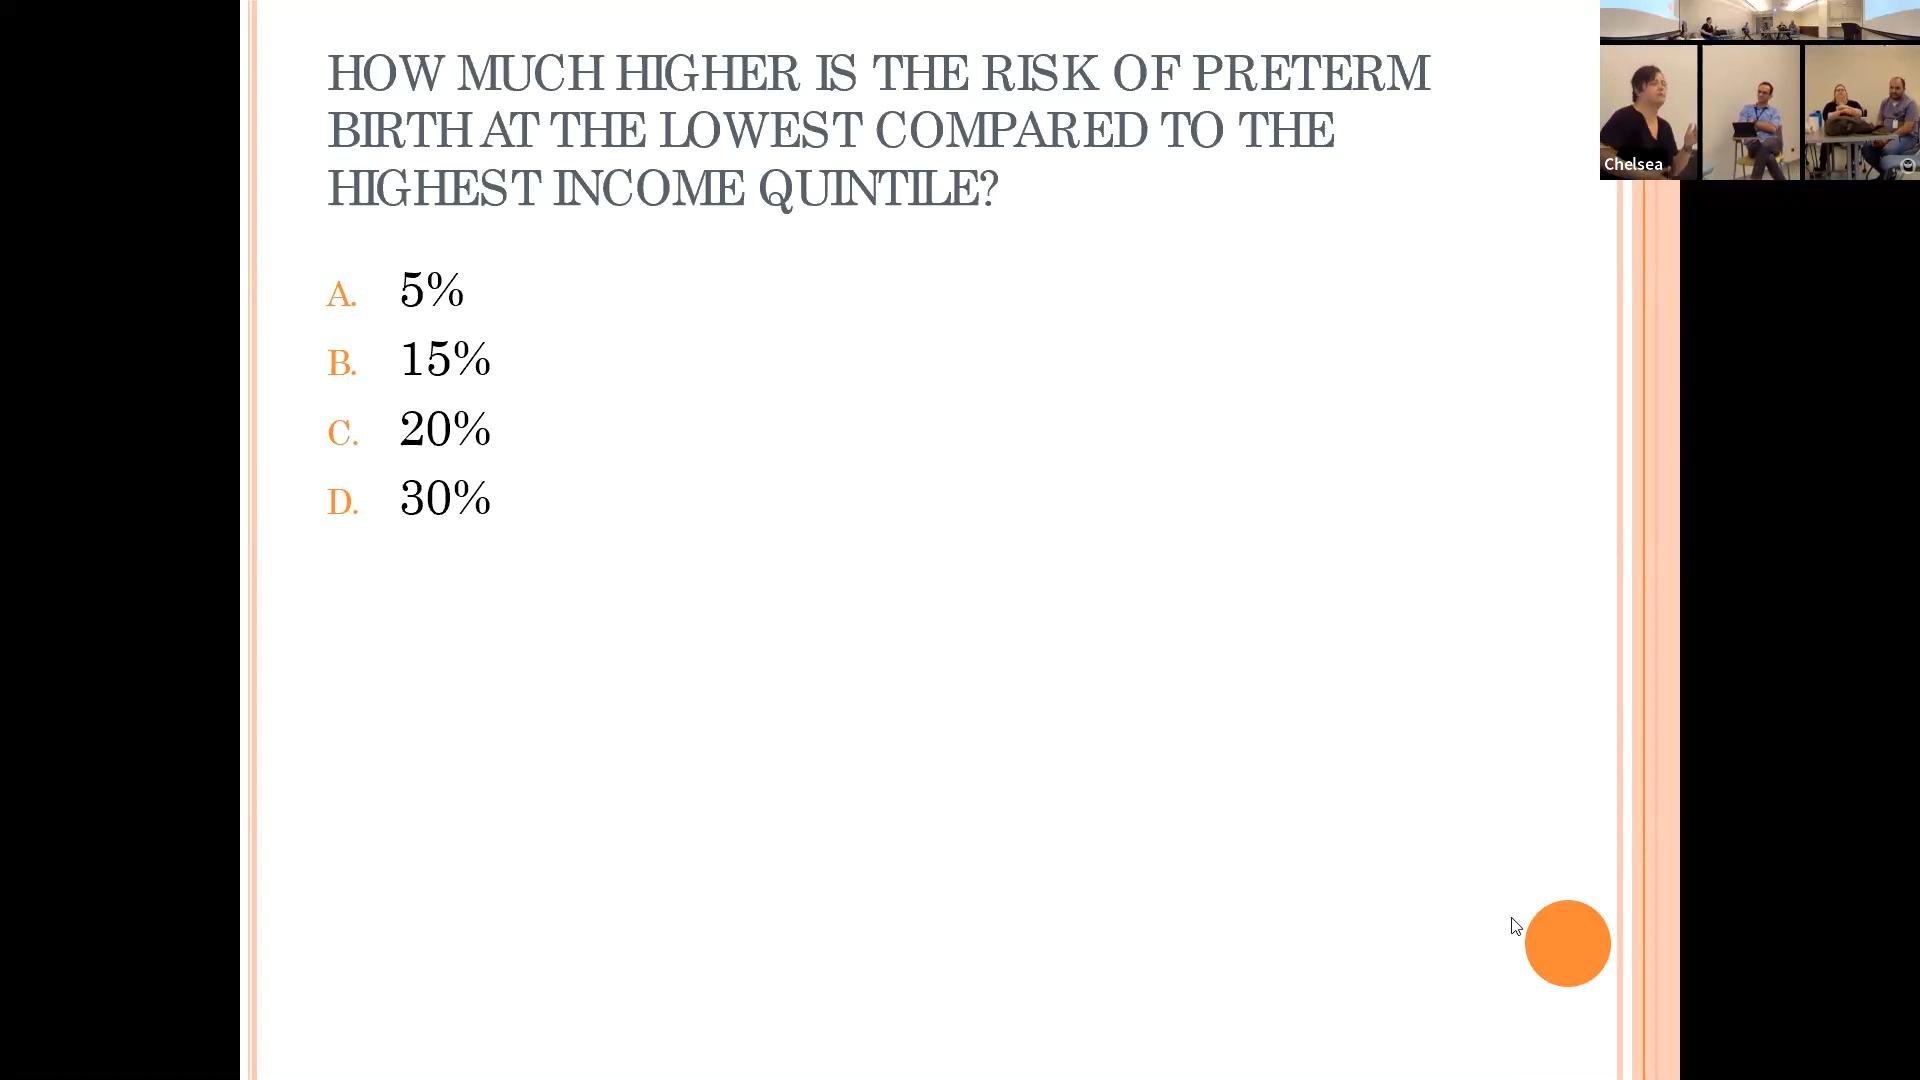 HOW MUCH HIGHER IS THE RISK OF PRETERM
BIRTH AT THE LOWEST COMPARED TO THE
HIGHEST INCOME QUINTILE?
A. 5%
B. 15%
C. 20%
D. 30%
Chelsea